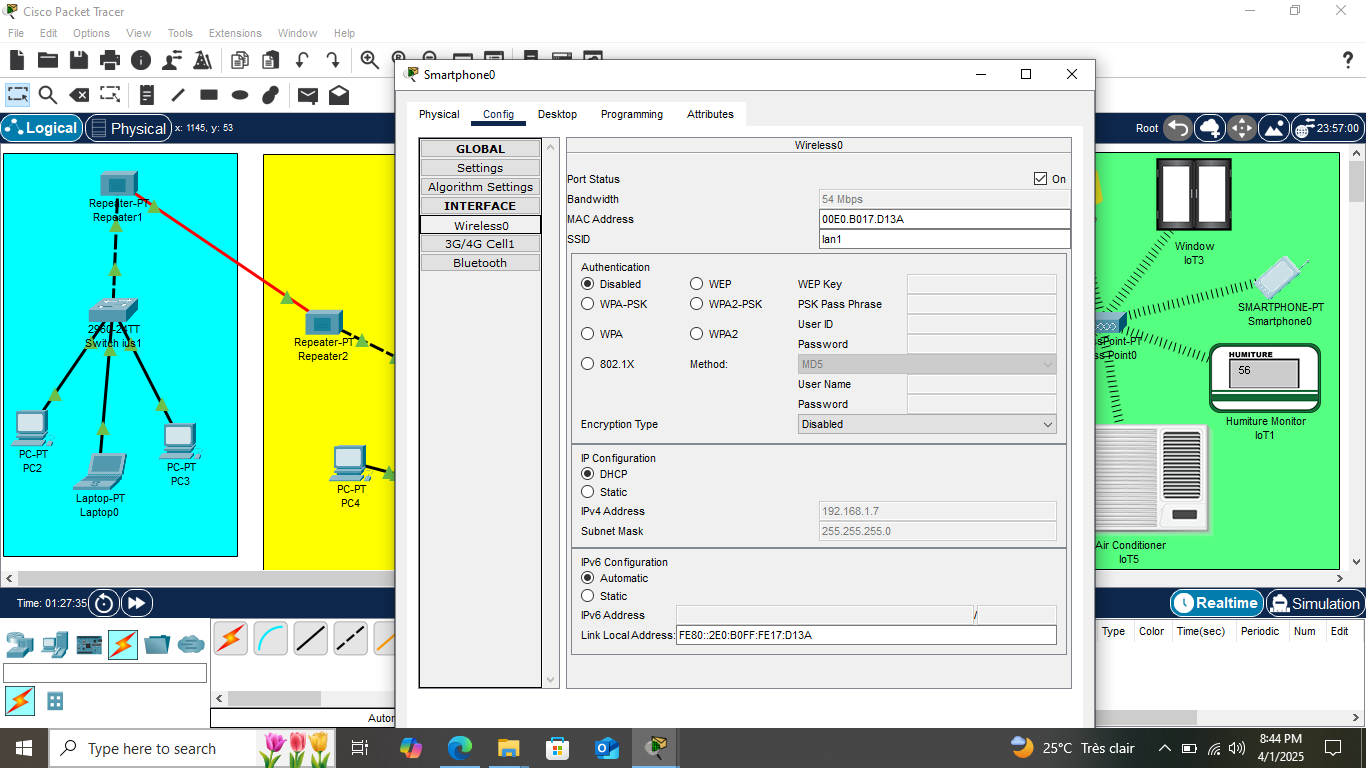 Cisco Packet Tracer
File Edit Options View Tools Extensions Window Help
Smartphone0
Physical Config Desktop Programming Attributes
Logical Physical x: 1145, y: 53
Root 23:57:00
GLOBAL
Settings
Algorithm Settings
INTERFACE
Wireless0
3G/4G Cell1
Bluetooth
Wireless0
Port Status On
Bandwidth 54 Mbps
MAC Address 00E0.B017.D13A
SSID lan1
Authentication
Disabled WEP WEP Key
WPA-PSK WPA2-PSK PSK Pass Phrase
User ID
WPA WPA2
Password
802.1X Method: MD5
User Name
Password
Encryption Type Disabled
IP Configuration
DHCP
Static
IPv4 Address 192.168.1.7
Subnet Mask 255.255.255.0
IPv6 Configuration
Automatic
Static
IPv6 Address /
Link Local Address: FE80::2E0:B0FF:FE17:D13A
Repeater-PT
Repeater1
2960-24TT
Switch ius1
PC-PT
PC2
Laptop-PT
Laptop0
PC-PT
PC3
Repeater-PT
Repeater2
PC-PT
PC4
Window
IoT3
SMARTPHONE-PT
Smartphone0
ssPoint-PT
s Point0
HUMITURE
56
Humiture Monitor
IoT1
Air Conditioner
IoT5
Time: 01:27:35
Realtime Simulation
Type Color Time(sec) Periodic Num Edit
Autor
Type here to search
25°C Très clair
8:44 PM
4/1/2025